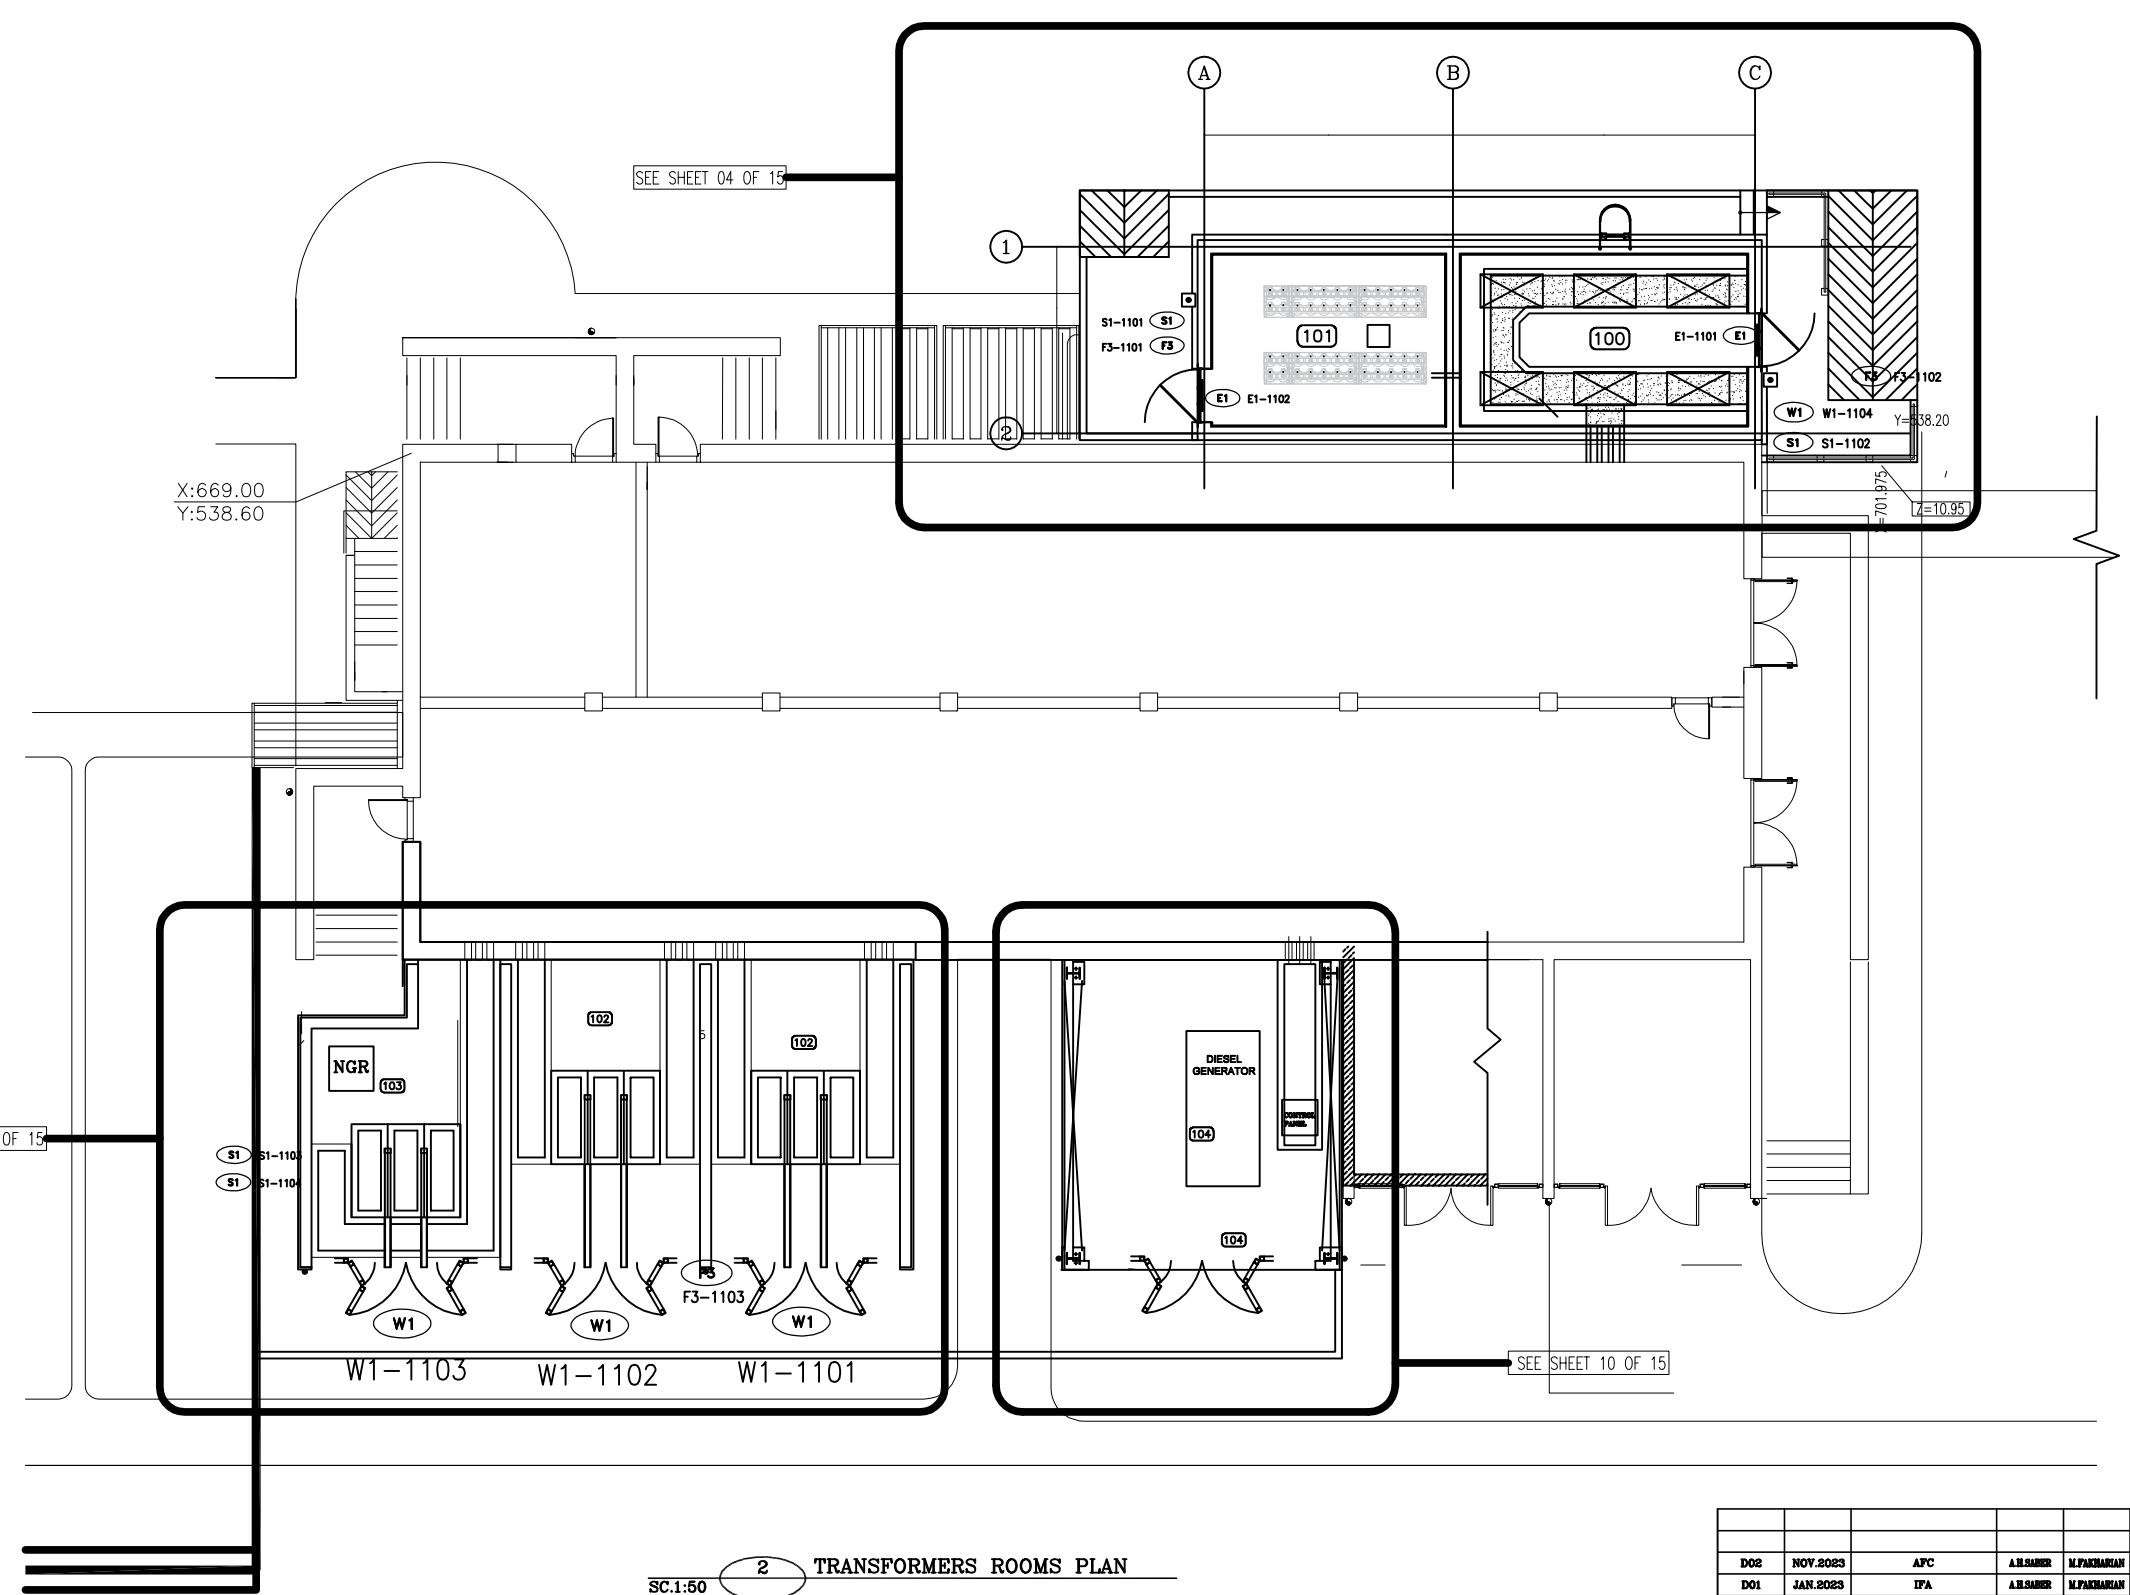 A
B
C
SEE SHEET 04 OF 15
1
S1-1101 S1
F3-1101 F3
101
100
E1-1101 E1
E1 E1-1102
F3 F3-1102
W1 W1-1104
Y=538.20
2
S1 S1-1102
X:669.00
Y:538.60
=701.975
Z=10.95
102
102
NGR
103
DIESEL
GENERATOR
CONTROL
PANEL
104
OF 15
S1 S1-1103
S1 S1-1104
104
F3
F3-1103
W1
W1
W1
W1-1103
W1-1102
W1-1101
SEE SHEET 10 OF 15
2
TRANSFORMERS ROOMS PLAN
SC.1:50
D02 NOV.2023 AFC A.H.SABER M.FAKHARIAN
D01 JAN.2023 IFA A.H.SABER M.FAKHARIAN